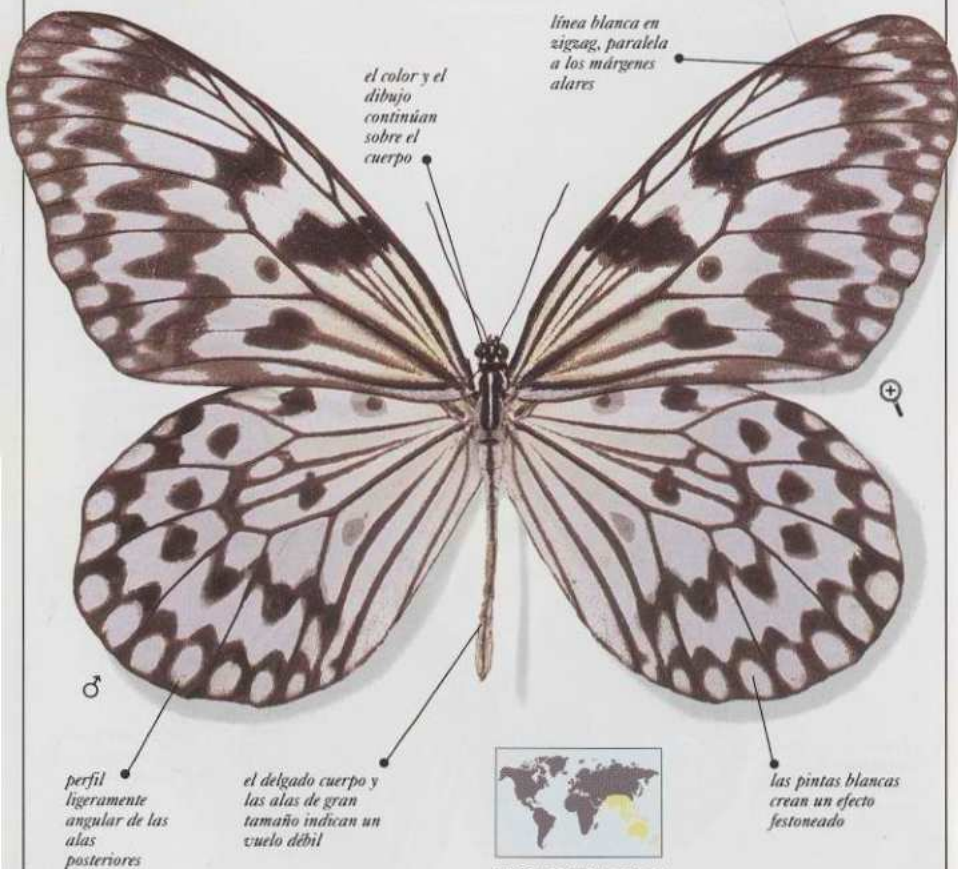 línea blanca en
zigzag, paralela
a los márgenes
alares
el color y el
dibujo
continúan
sobre el
cuerpo
♂
perfil
ligeramente
angular de las
alas
posteriores
el delgado cuerpo y
las alas de gran
tamaño indican un
vuelo débil
las pintas blancas
crean un efecto
festoneado